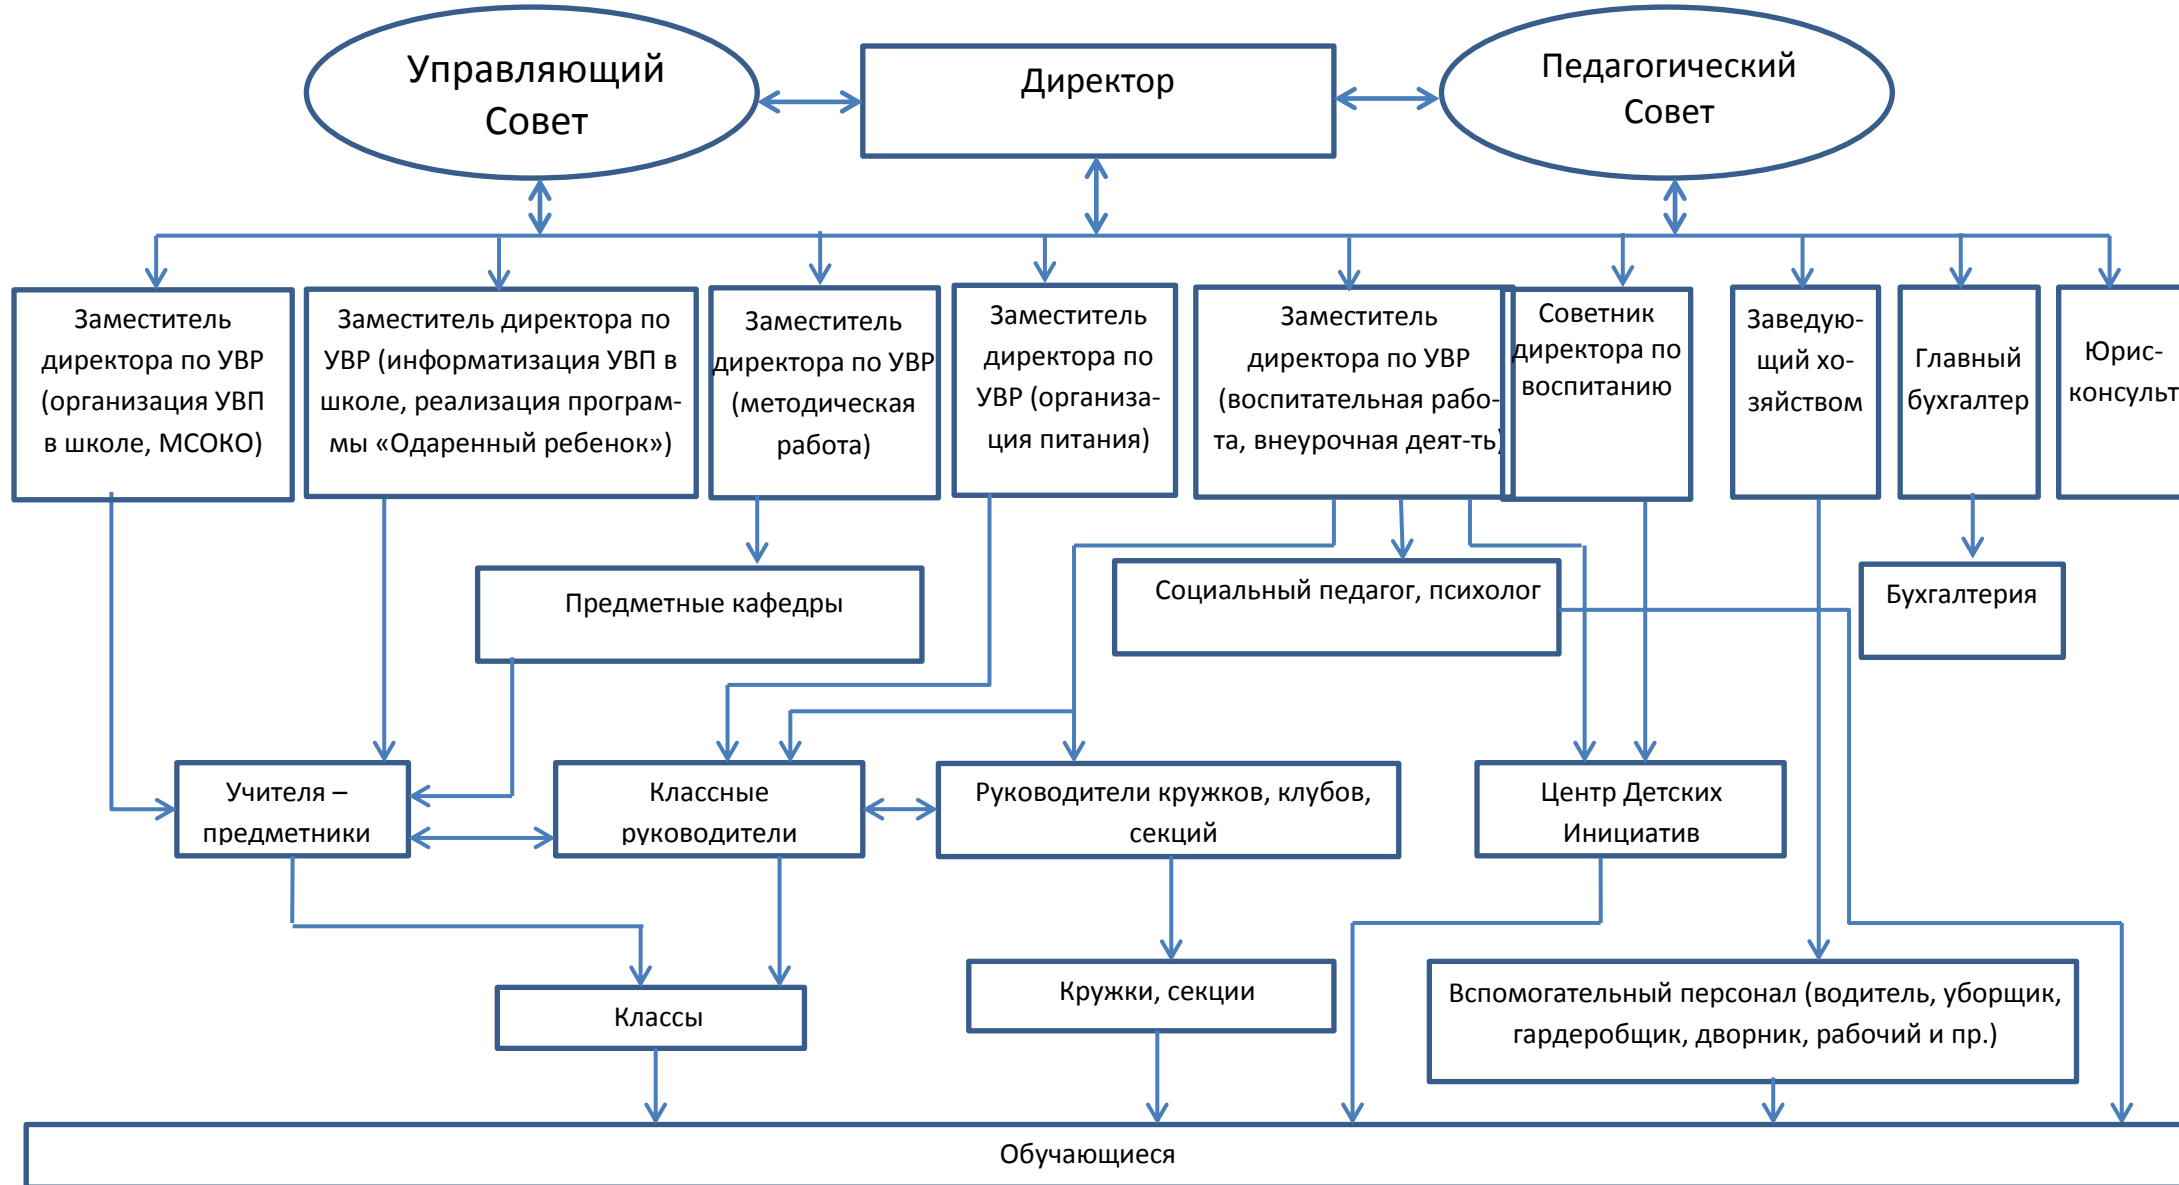 Управляющий
Совет
Директор
Педагогический
Совет
Заместитель
директора по УВР
(организация УВП
в школе, МСОКО)
Заместитель директора по
УВР (информатизация УВП в
школе, реализация програм-
мы «Одаренный ребенок»)
Заместитель
директора по УВР
(методическая
работа)
Заместитель
директора по
УВР (организа-
ция питания)
Заместитель
директора по УВР
(воспитательная рабо-
та, внеурочная деят-ть)
Советник
директора по
воспитанию
Заведую-
щий хо-
зяйством
Главный
бухгалтер
Юрис-
консульт
Предметные кафедры
Социальный педагог, психолог
Бухгалтерия
Учителя –
предметники
Классные
руководители
Руководители кружков, клубов,
секций
Центр Детских
Инициатив
Классы
Кружки, секции
Вспомогательный персонал (водитель, уборщик,
гардеробщик, дворник, рабочий и пр.)
Обучающиеся